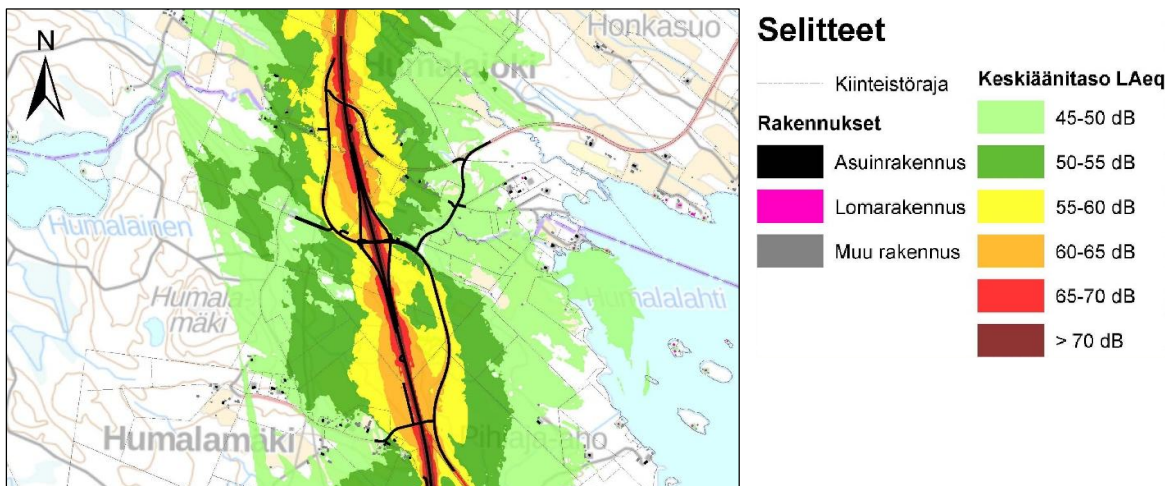 N
Honkasuo
Humalajoki
Humalainen
Humala-
mäki
Humalalahti
Humalamäki
Pihlaja-aho
Selitteet
Kiinteistöraja
Rakennukset
Asuinrakennus
Lomarakennus
Muu rakennus
Keskiäänitaso LAeq
45-50 dB
50-55 dB
55-60 dB
60-65 dB
65-70 dB
> 70 dB